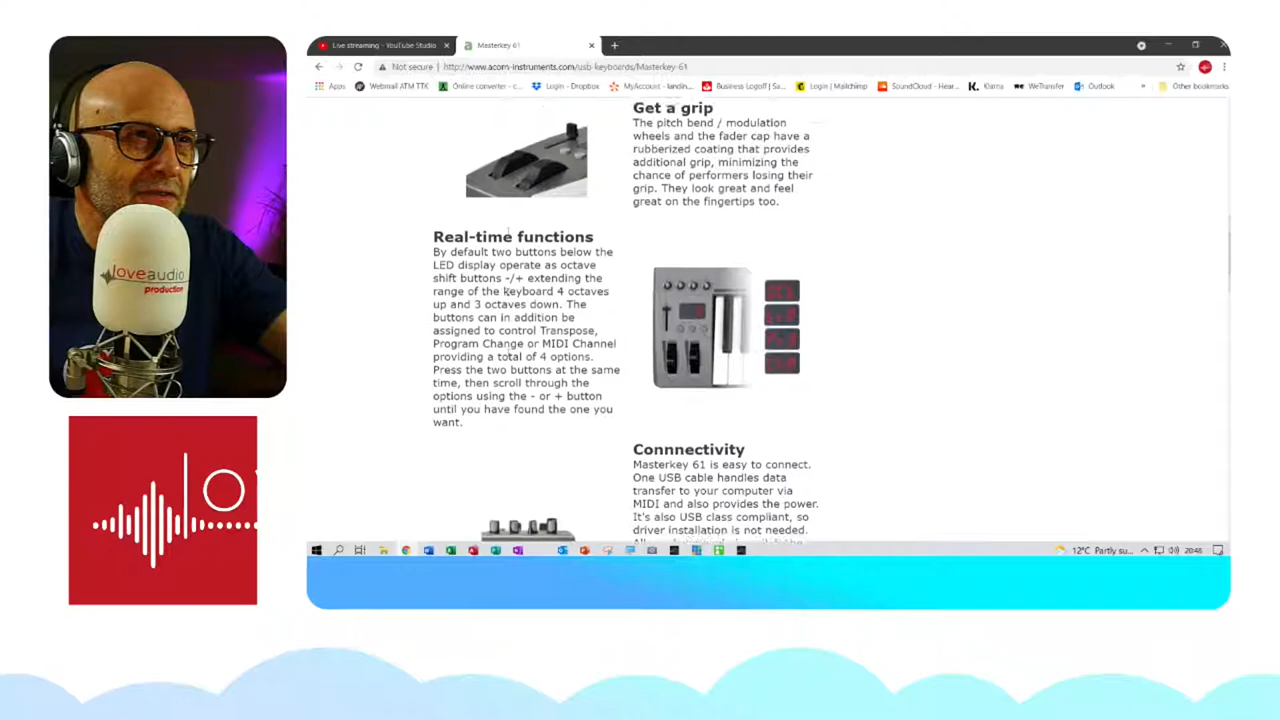 Live streaming - YouTube Studio
Masterkey 61
Not secure
http://www.acorn-instruments.com/usb-keyboards/Masterkey-61
Apps
Webmail ATM TTK
Online converter - c...
Login - Dropbox
MyAccount - landin...
Business Logoff | Sa...
Login | Mailchimp
SoundCloud - Hear...
Klarna
WeTransfer
Outlook
Other bookmarks
Get a grip
The pitch bend / modulation
wheels and the fader cap have a
rubberized coating that provides
additional grip, minimizing the
chance of performers losing their
grip. They look great and feel
great on the fingertips too.
Real-time functions
By default two buttons below the
LED display operate as octave
shift buttons -/+ extending the
range of the keyboard 4 octaves
up and 3 octaves down. The
buttons can in addition be
assigned to control Transpose,
Program Change or MIDI Channel
providing a total of 4 options.
Press the two buttons at the same
time, then scroll through the
options using the - or + button
until you have found the one you
want.
Connnectivity
Masterkey 61 is easy to connect.
One USB cable handles data
transfer to your computer via
MIDI and also provides the power.
It's also USB class compliant, so
driver installation is not needed.
12°C Partly su...
20:48
loveaudio
production
lo